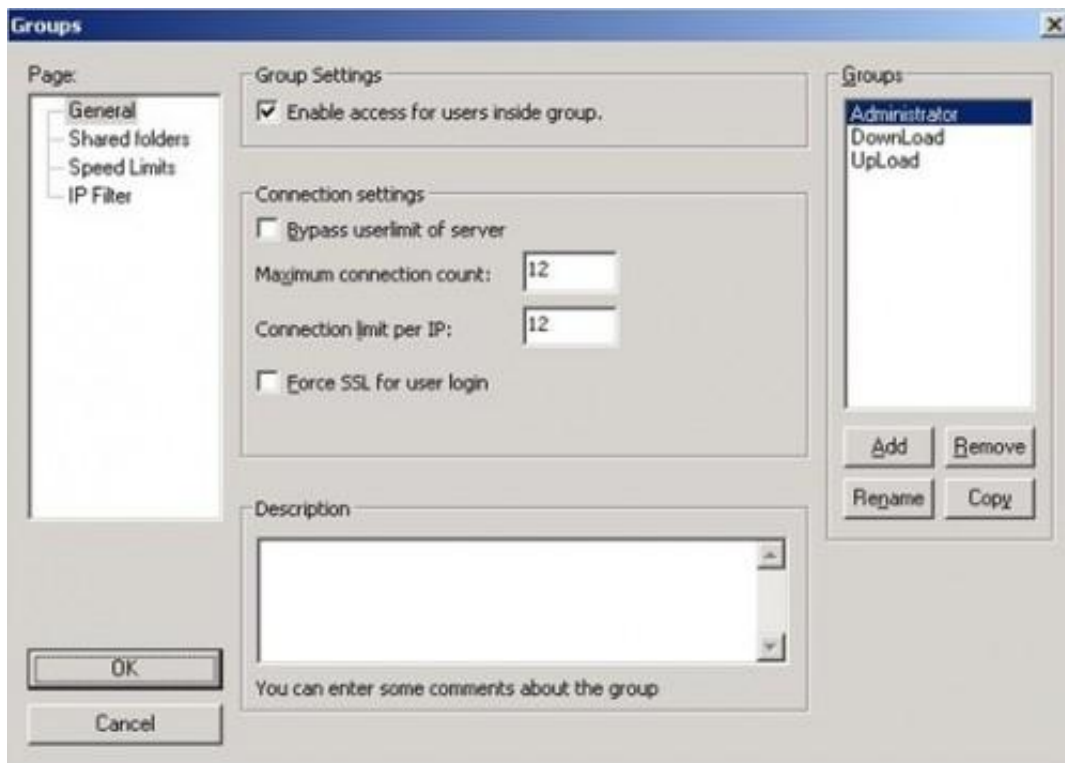 Groups
Page:
General
Shared folders
Speed Limits
IP Filter
OK
Cancel
Group Settings
Enable access for users inside group.
Connection settings
Bypass userlimit of server
Maximum connection count:
12
Connection limit per IP:
12
Force SSL for user login
Description
You can enter some comments about the group
Groups
Administrator
DownLoad
UpLoad
Add
Remove
Rename
Copy